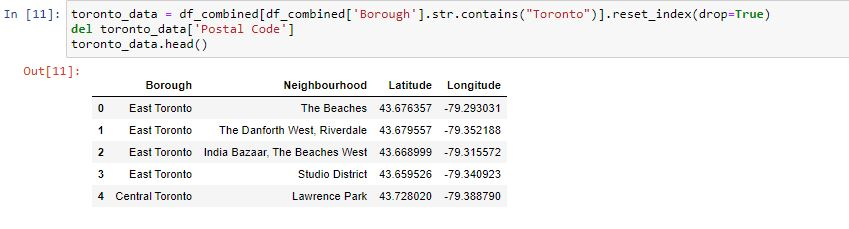 In [11]: toronto_data = df_combined[df_combined['Borough'].str.contains("Toronto")].reset_index(drop=True)
del toronto_data['Postal Code']
toronto_data.head()
Out[11]:
Borough Neighbourhood Latitude Longitude
0 East Toronto The Beaches 43.676357 -79.293031
1 East Toronto The Danforth West, Riverdale 43.679557 -79.352188
2 East Toronto India Bazaar, The Beaches West 43.668999 -79.315572
3 East Toronto Studio District 43.659526 -79.340923
4 Central Toronto Lawrence Park 43.728020 -79.388790